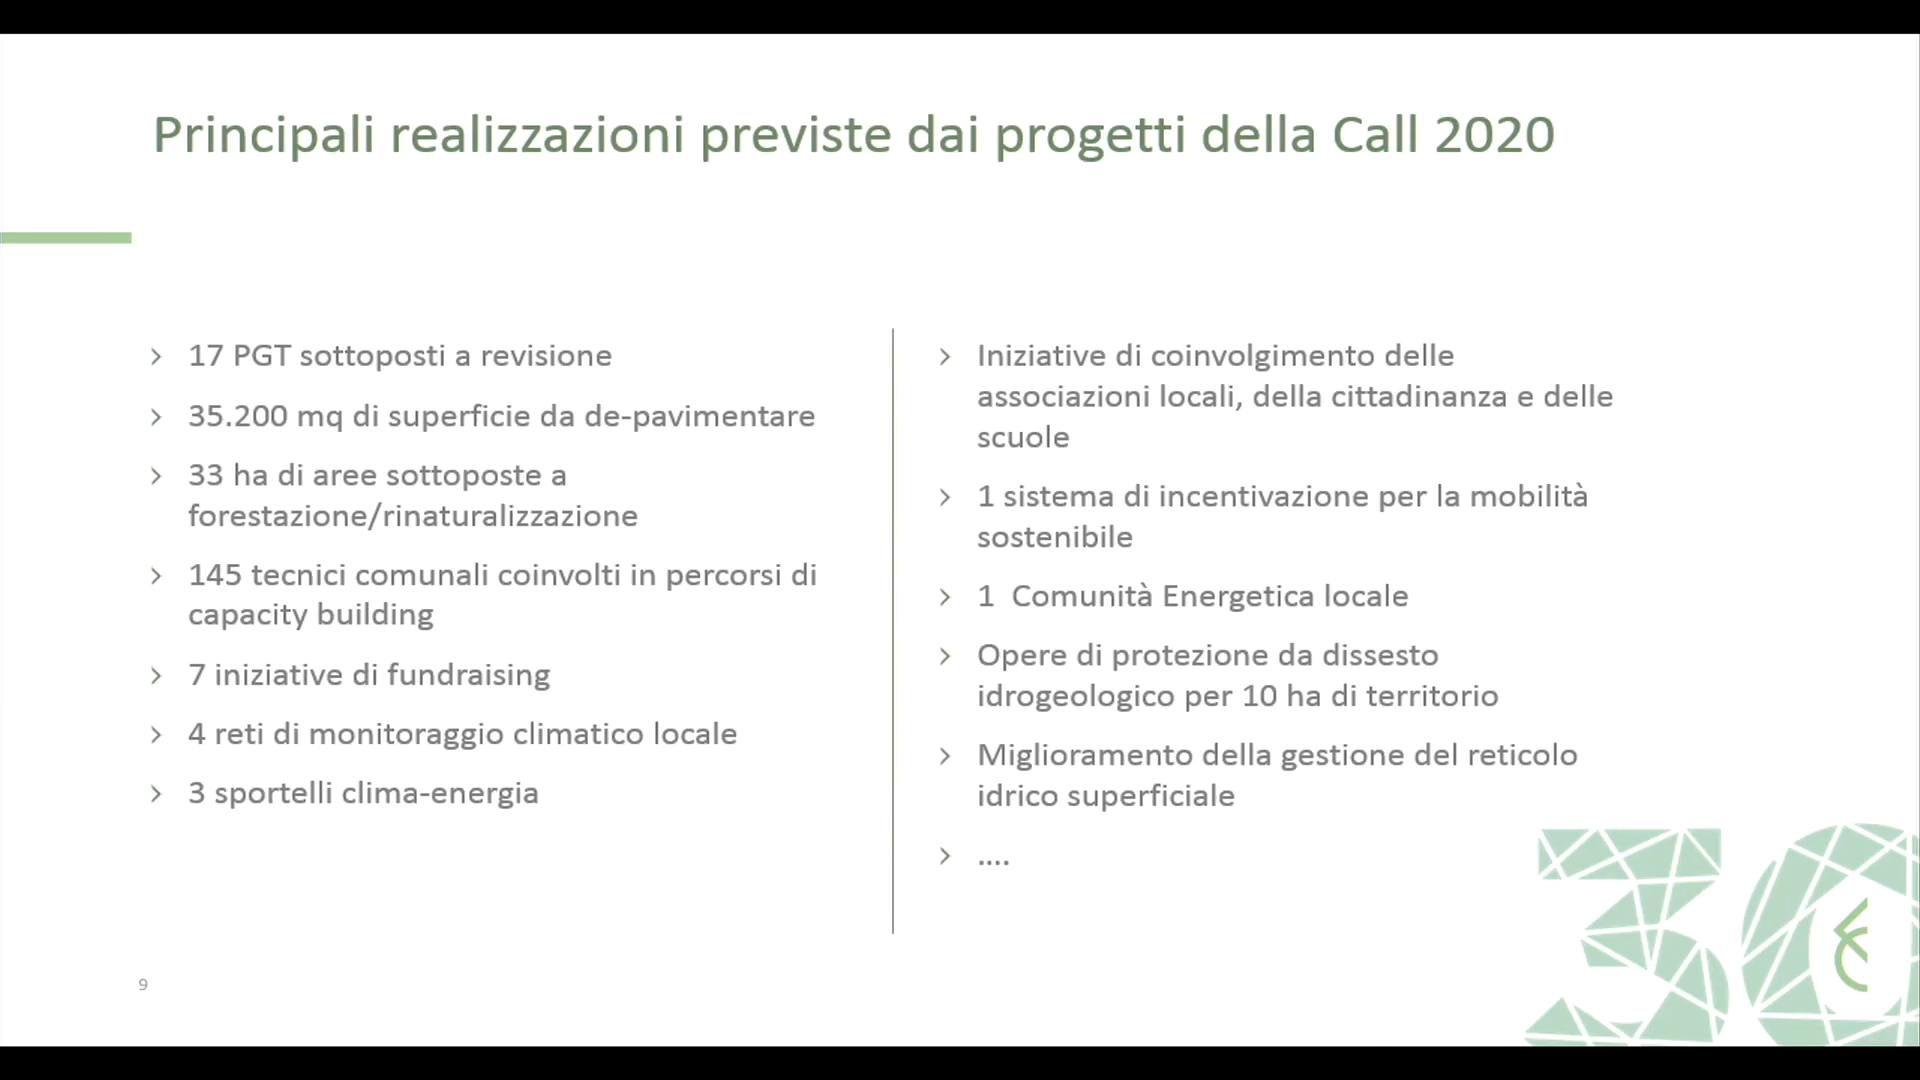 Principali realizzazioni previste dai progetti della Call 2020
› 17 PGT sottoposti a revisione
› 35.200 mq di superficie da de-pavimentare
› 33 ha di aree sottoposte a
forestazione/rinaturalizzazione
› 145 tecnici comunali coinvolti in percorsi di
capacity building
› 7 iniziative di fundraising
› 4 reti di monitoraggio climatico locale
› 3 sportelli clima-energia
› Iniziative di coinvolgimento delle
associazioni locali, della cittadinanza e delle
scuole
› 1 sistema di incentivazione per la mobilità
sostenibile
› 1  Comunità Energetica locale
› Opere di protezione da dissesto
idrogeologico per 10 ha di territorio
› Miglioramento della gestione del reticolo
idrico superficiale
› ....
9
30